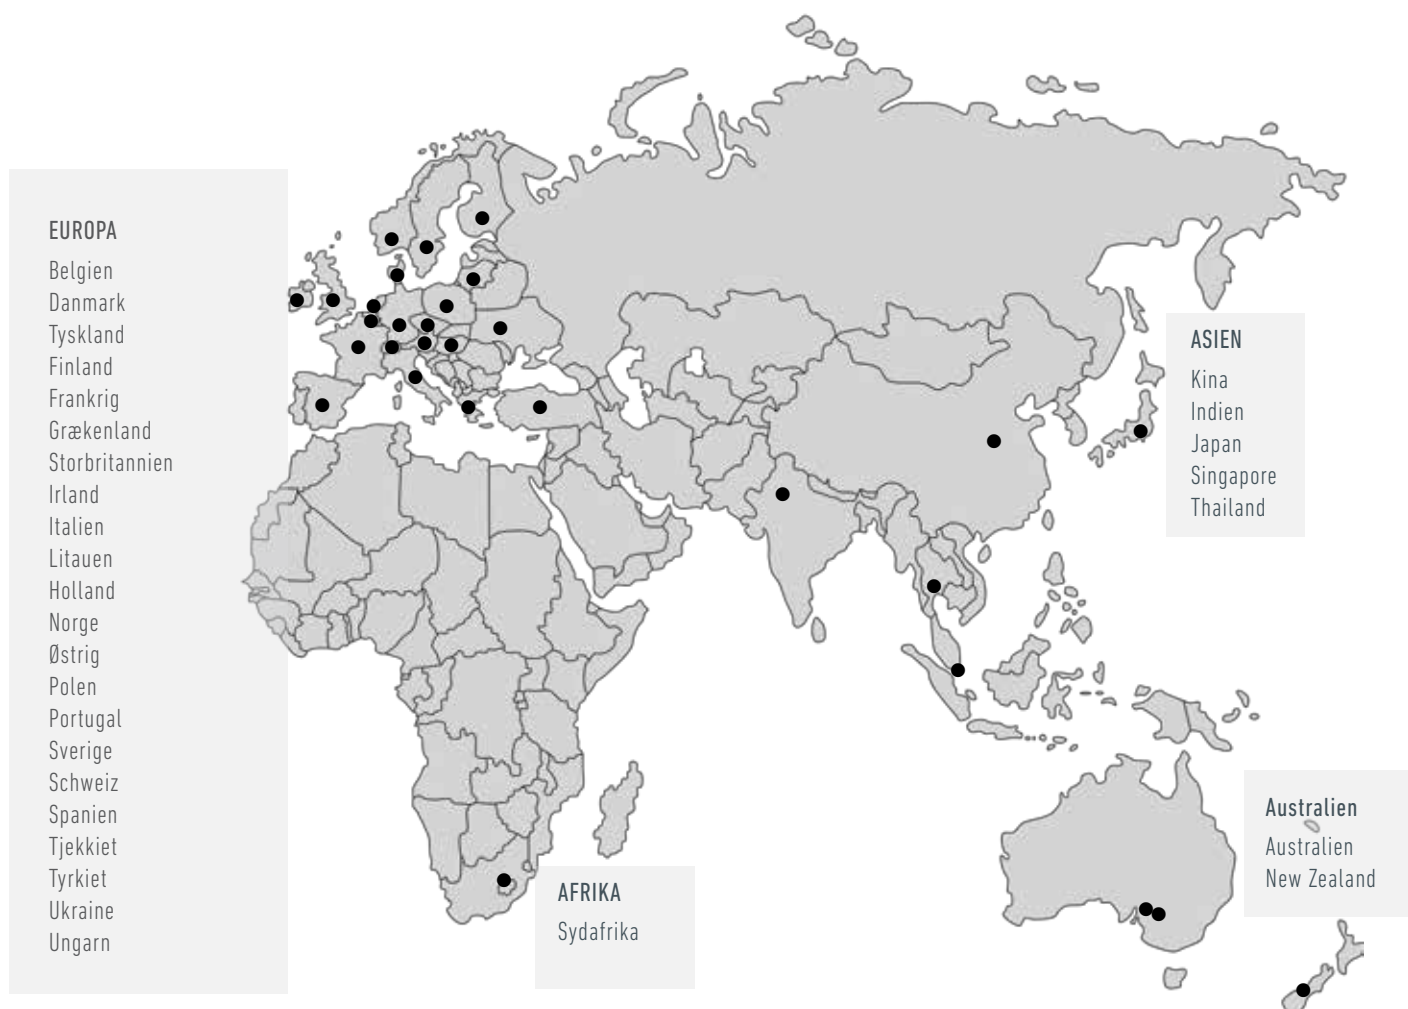 EUROPA
Belgien
Danmark
Tyskland
Finland
Frankrig
Grækenland
Storbritannien
Irland
Italien
Litauen
Holland
Norge
Østrig
Polen
Portugal
Sverige
Schweiz
Spanien
Tjekkiet
Tyrkiet
Ukraine
Ungarn
ASIEN
Kina
Indien
Japan
Singapore
Thailand
AFRIKA
Sydafrika
Australien
Australien
New Zealand